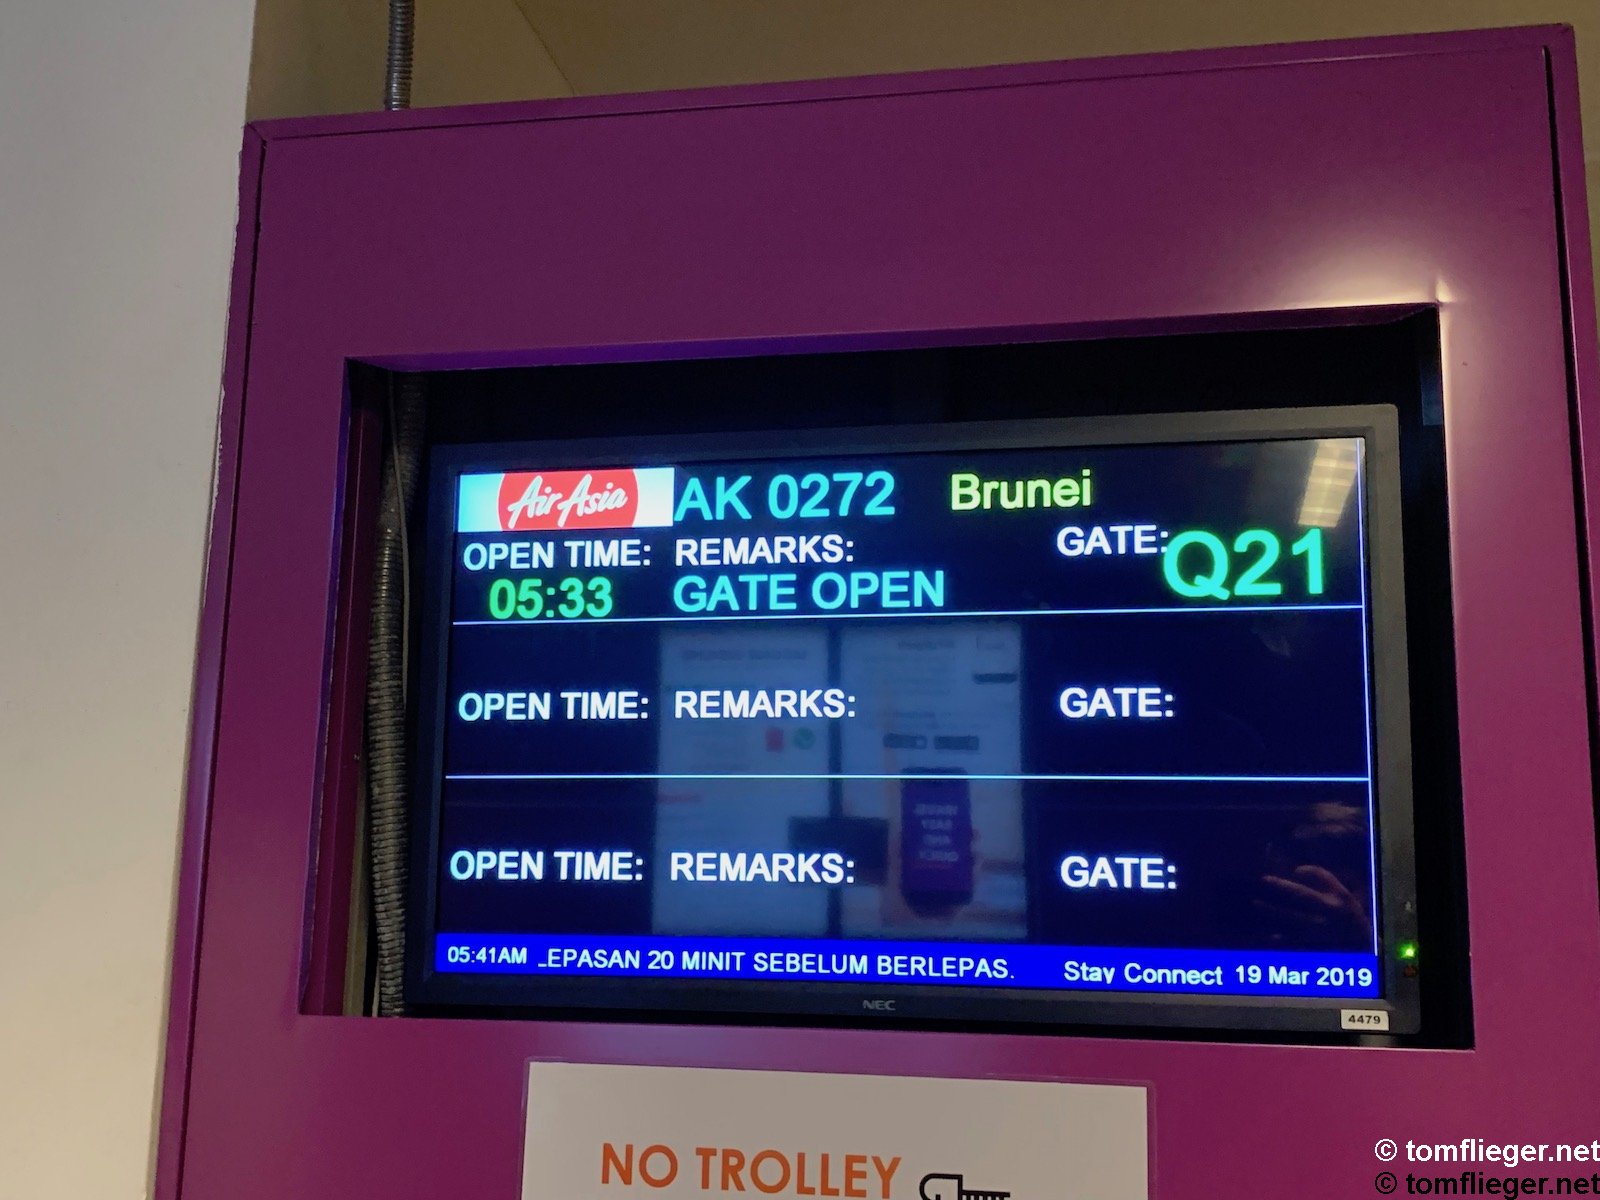 AirAsia AK 0272 Brunei
OPEN TIME: REMARKS: GATE: Q21
05:33 GATE OPEN
OPEN TIME: REMARKS: GATE:
OPEN TIME: REMARKS: GATE:
05:41AM EPASAN 20 MINIT SEBELUM BERLEPAS. Stay Connect 19 Mar 2019
NEC
4479
NO TROLLEY
© tomflieger.net
© tomflieger.net